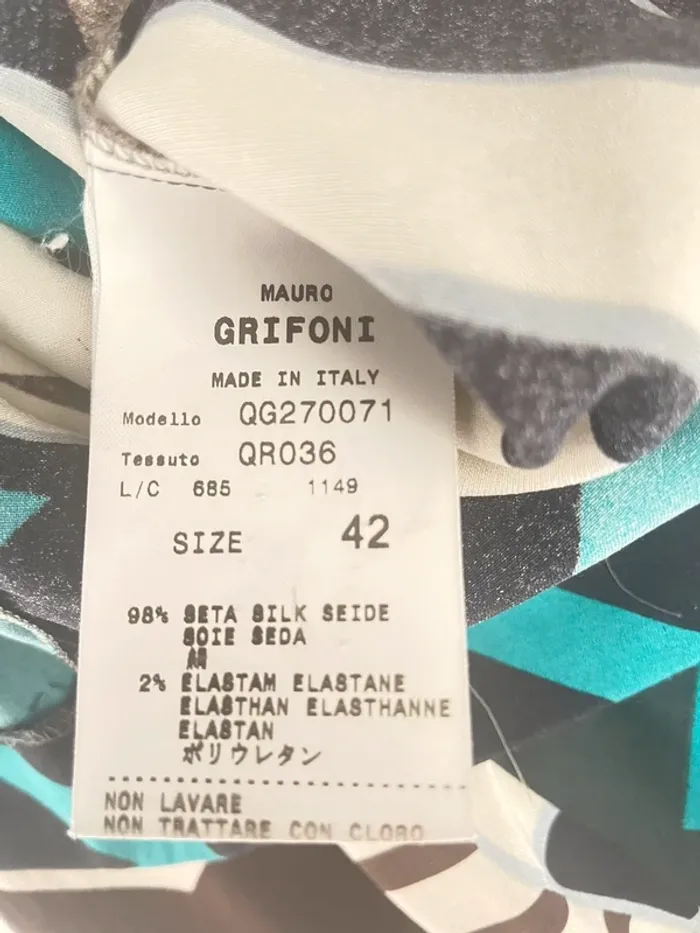 MAURO
GRIFONI
MADE IN ITALY
Modello QG270071
Tessuto QR036
L/C 685 1149
SIZE 42
98% SETA SILK SEIDE
SOIE SEDA
絹
2% ELASTAM ELASTANE
ELASTHAN ELASTHANNE
ELASTAN
ポリウレタン
NON LAVARE
NON TRATTARE CON CLORO